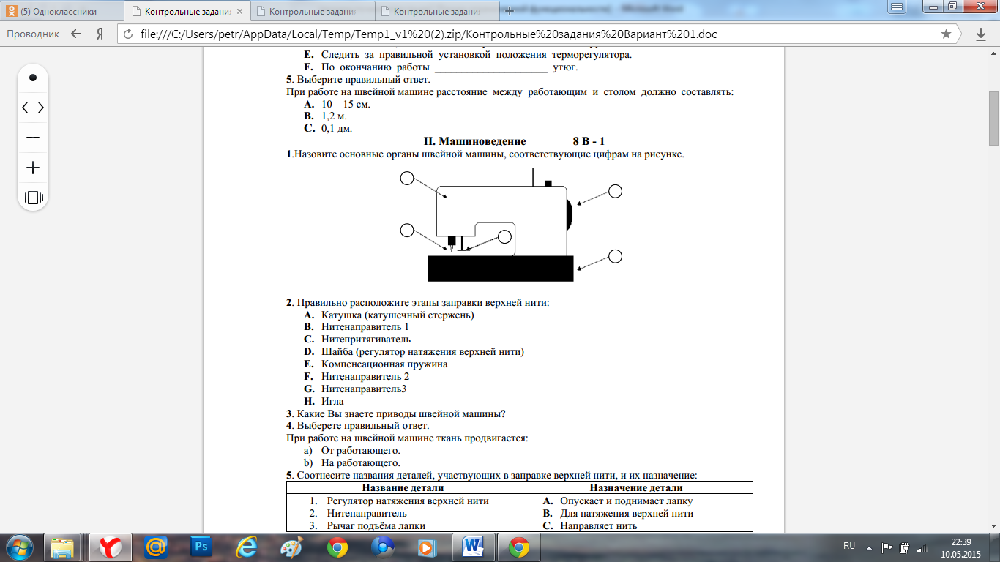 (5) Одноклассники
Контрольные задания
Контрольные задания
Контрольные задания
Проводник
file:///C:/Users/petr/AppData/Local/Temp/Temp1_v1%20(2).zip/Контрольные%20задания%20Вариант%201.doc
E. Следить за правильной установкой положения терморегулятора.
F. По окончанию работы ______________________ утюг.
5. Выберите правильный ответ.
При работе на швейной машине расстояние между работающим и столом должно составлять:
A. 10 – 15 см.
B. 1,2 м.
C. 0,1 дм.
II. Машиноведение 8 В - 1
1.Назовите основные органы швейной машины, соответствующие цифрам на рисунке.
2. Правильно расположите этапы заправки верхней нити:
A. Катушка (катушечный стержень)
B. Нитенаправитель 1
C. Нитепритягиватель
D. Шайба (регулятор натяжения верхней нити)
E. Компенсационная пружина
F. Нитенаправитель 2
G. Нитенаправитель3
H. Игла
3. Какие Вы знаете приводы швейной машины?
4. Выберете правильный ответ.
При работе на швейной машине ткань продвигается:
a) От работающего.
b) На работающего.
5. Соотнесите названия деталей, участвующих в заправке верхней нити, и их назначение:
Название детали Назначение детали
1. Регулятор натяжения верхней нити A. Опускает и поднимает лапку
2. Нитенаправитель B. Для натяжения верхней нити
3. Рычаг подъёма лапки C. Направляет нить
Ps
W
RU
22:39
10.05.2015